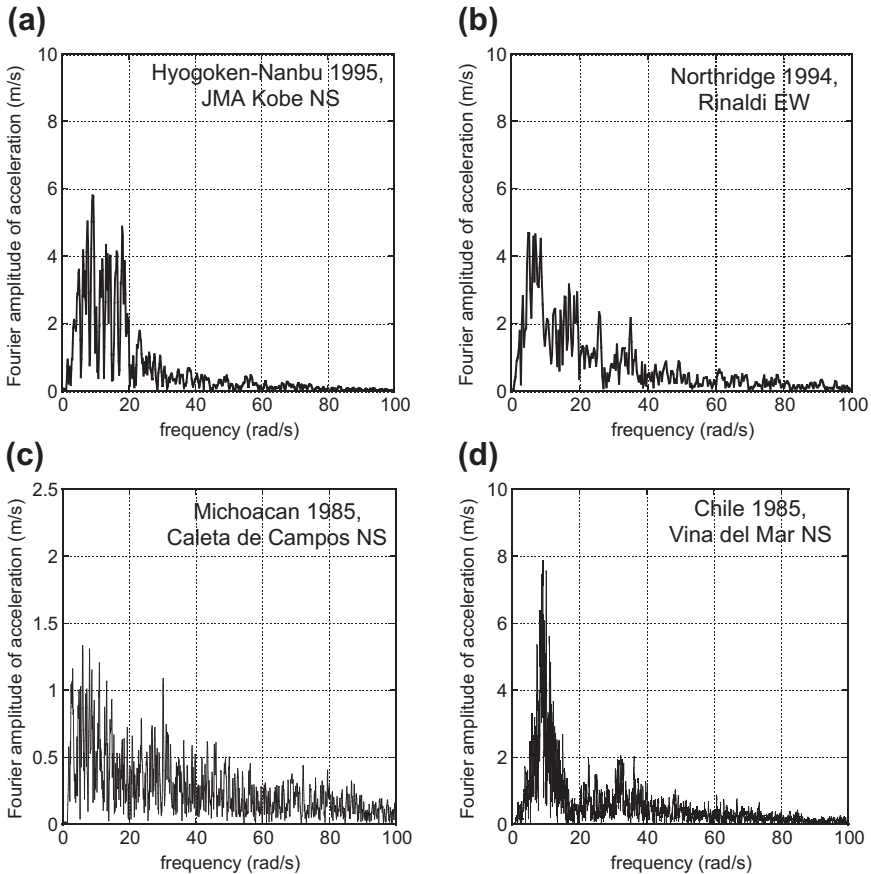 (a)
Fourier amplitude of acceleration (m/s)
10
8
6
4
2
0
Hyogoken-Nanbu 1995,
JMA Kobe NS
0 20 40 60 80 100
frequency (rad/s)
(b)
Fourier amplitude of acceleration (m/s)
10
8
6
4
2
0
Northridge 1994,
Rinaldi EW
0 20 40 60 80 100
frequency (rad/s)
(c)
Fourier amplitude of acceleration (m/s)
2.5
2
1.5
1
0.5
0
Michoacan 1985,
Caleta de Campos NS
0 20 40 60 80 100
frequency (rad/s)
(d)
Fourier amplitude of acceleration (m/s)
10
8
6
4
2
0
Chile 1985,
Vina del Mar NS
0 20 40 60 80 100
frequency (rad/s)